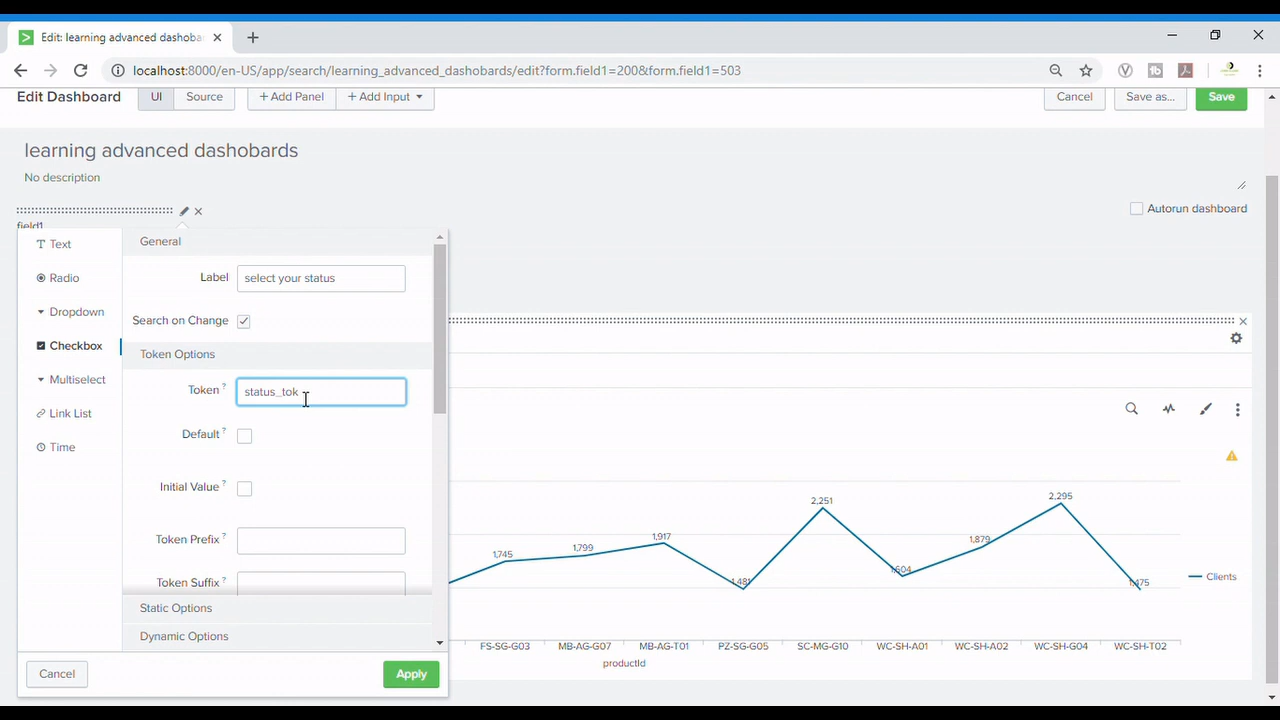 Edit: learning advanced dashoba
localhost:8000/en-US/app/search/learning_advanced_dashobards/edit?form.field1=200&form.field1=503
Edit Dashboard
UI
Source
+ Add Panel
+ Add Input
Cancel
Save as...
Save
learning advanced dashobards
No description
Autorun dashboard
field1
T Text
Radio
Dropdown
Checkbox
Multiselect
Link List
Time
General
Label
select your status
Search on Change
Token Options
Token ?
status_tok
Default ?
Initial Value ?
Token Prefix ?
Token Suffix ?
Static Options
Dynamic Options
Cancel
Apply
1,745
1,799
1,917
1,481
2,251
1,604
1,879
2,295
1,475
Clients
FS-SG-G03
MB-AG-G07
MB-AG-T01
PZ-SG-G05
SC-MG-G10
WC-SH-A01
WC-SH-A02
WC-SH-G04
WC-SH-T02
productId